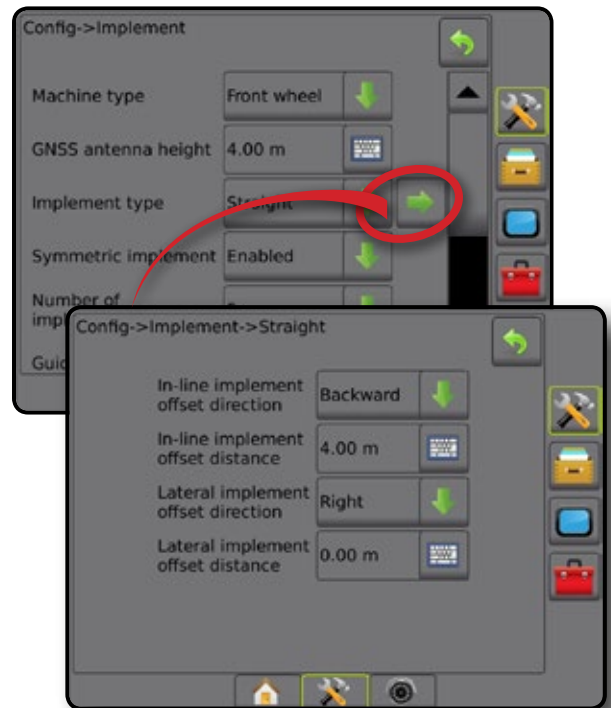 Config->Implement
Machine type Front wheel
GNSS antenna height 4.00 m
Implement type Straight
Symmetric implement Enabled
Number of
Config->Implement->Straight
In-line implement
offset direction Backward
In-line implement
offset distance 4.00 m
Lateral implement
offset direction Right
Lateral implement
offset distance 0.00 m